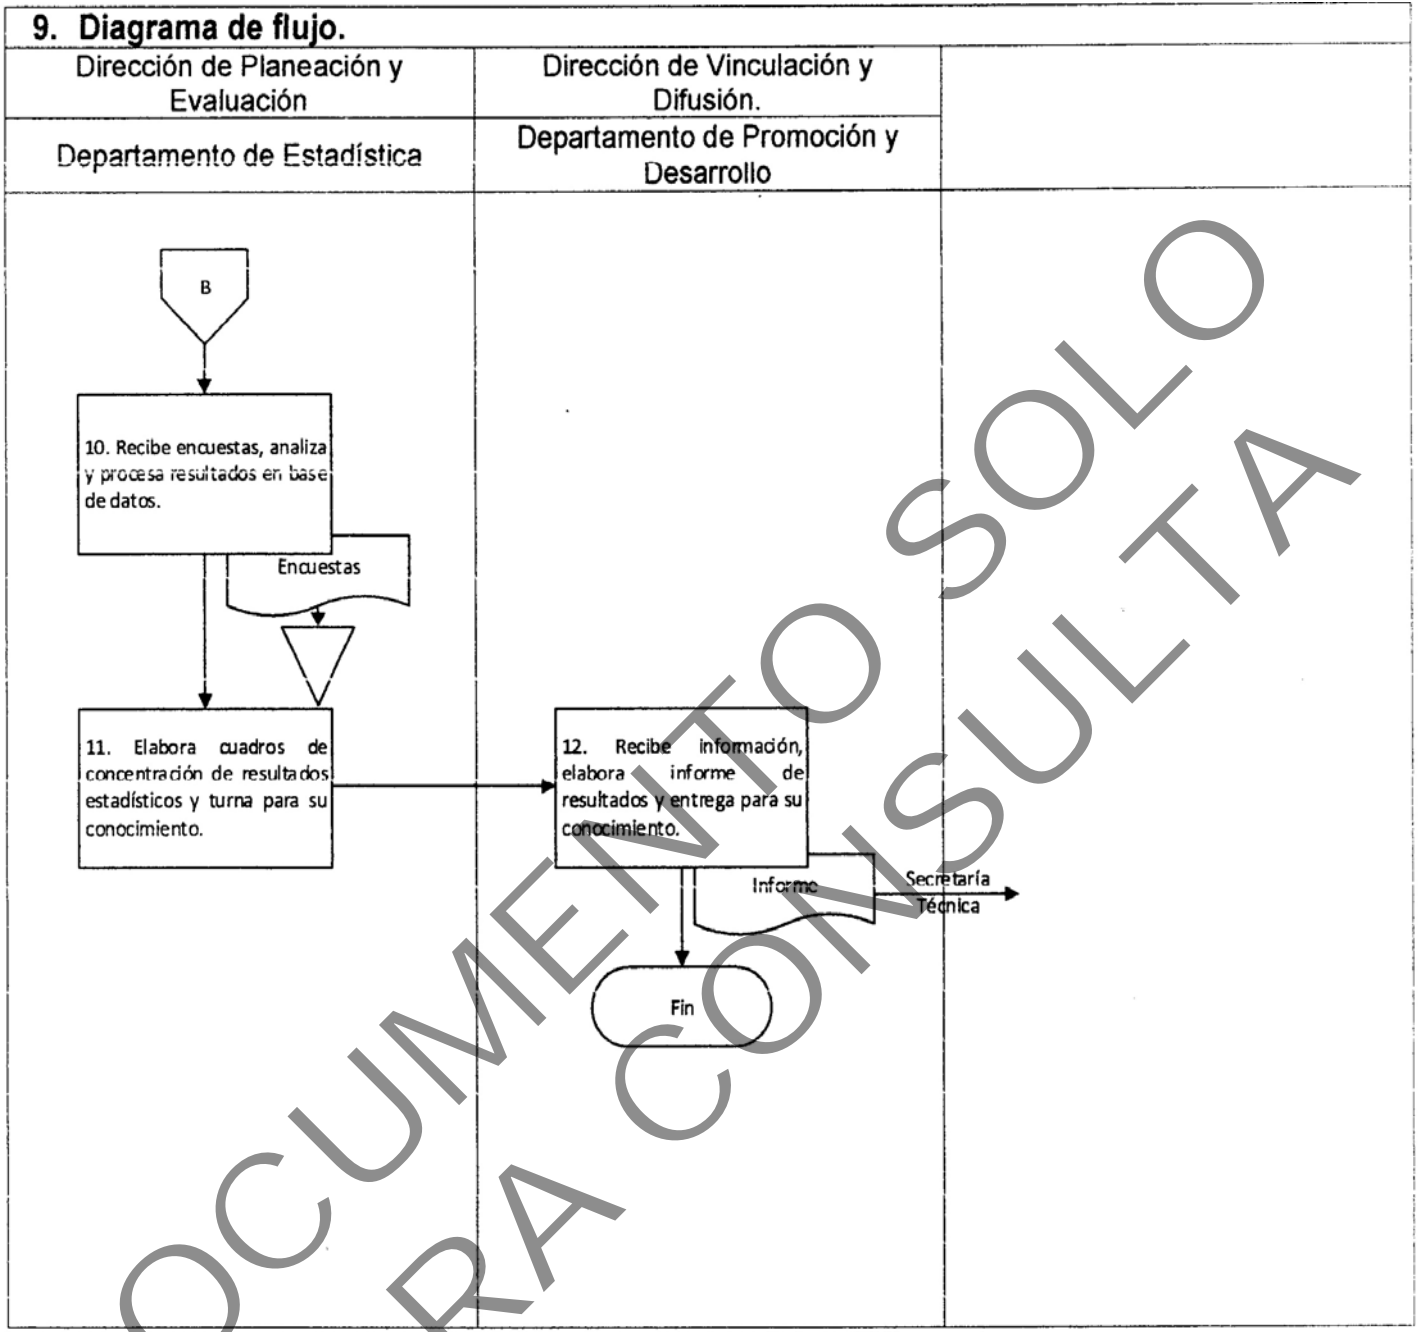 9. Diagrama de flujo.
Dirección de Planeación y
Evaluación
Dirección de Vinculación y
Difusión.
Departamento de Estadística
Departamento de Promoción y
Desarrollo
B
10. Recibe encuestas, analiza
y procesa resultados en base
de datos.
Encuestas
11. Elabora cuadros de
concentración de resultados
estadísticos y turna para su
conocimiento.
12. Recibe información,
elabora informe de
resultados y entrega para su
conocimiento.
Informe
Secretaría
Técnica
Fin
OCUMENTO SOLO
RA CONSULTA